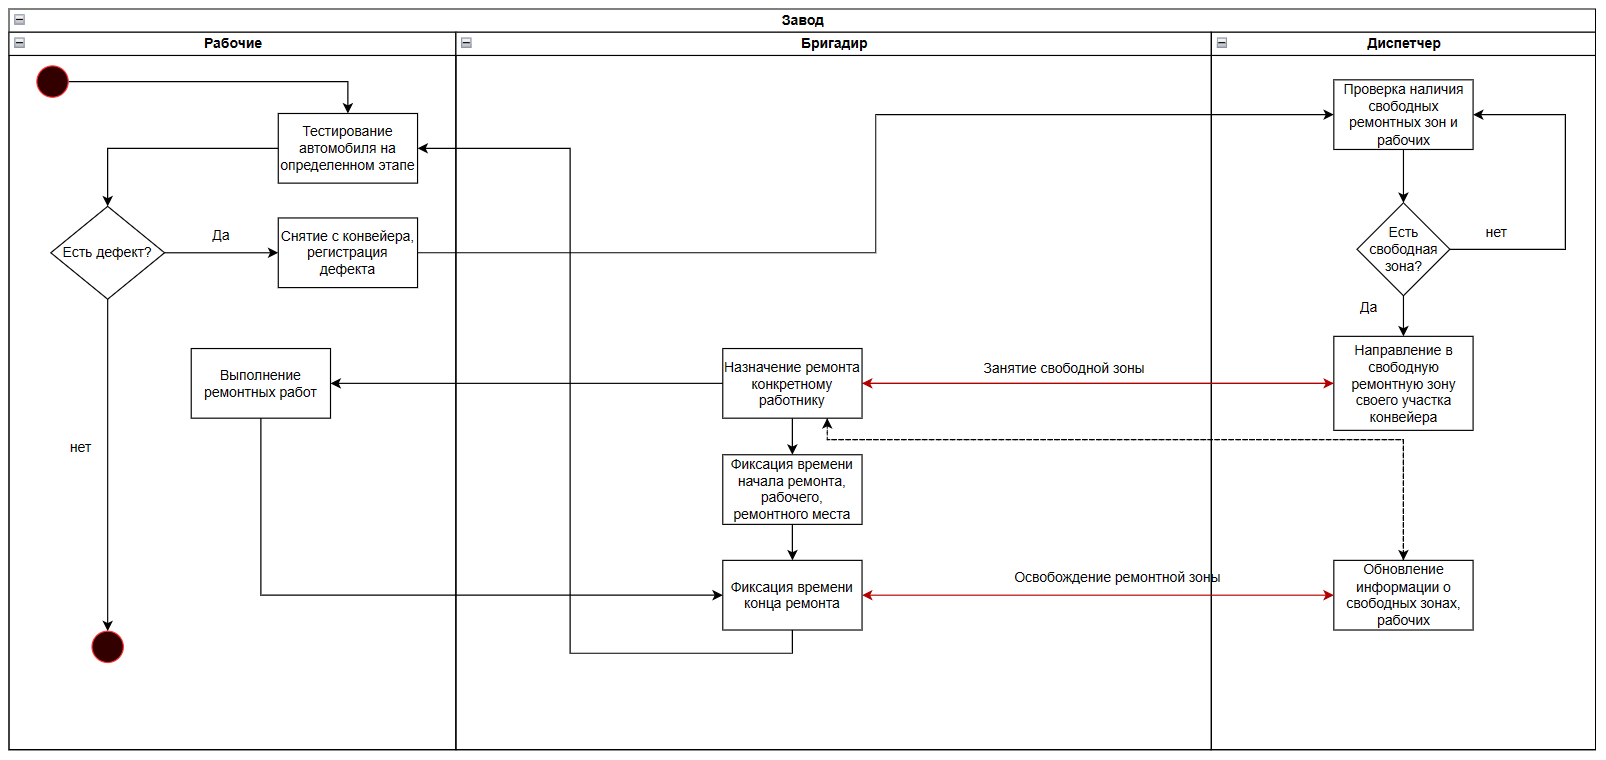 Завод
Рабочие
Бригадир
Диспетчер
Тестирование
автомобиля на
определенном этапе
Есть дефект?
Да
Снятие с конвейера,
регистрация
дефекта
нет
Выполнение
ремонтных работ
Назначение ремонта
конкретному
работнику
Фиксация времени
начала ремонта,
рабочего,
ремонтного места
Фиксация времени
конца ремонта
Занятие свободной зоны
Освобождение ремонтной зоны
Проверка наличия
свободных
ремонтных зон и
рабочих
Есть
свободная
зона?
нет
Да
Направление в
свободную
ремонтную зону
своего участка
конвейера
Обновление
информации о
свободных зонах,
рабочих